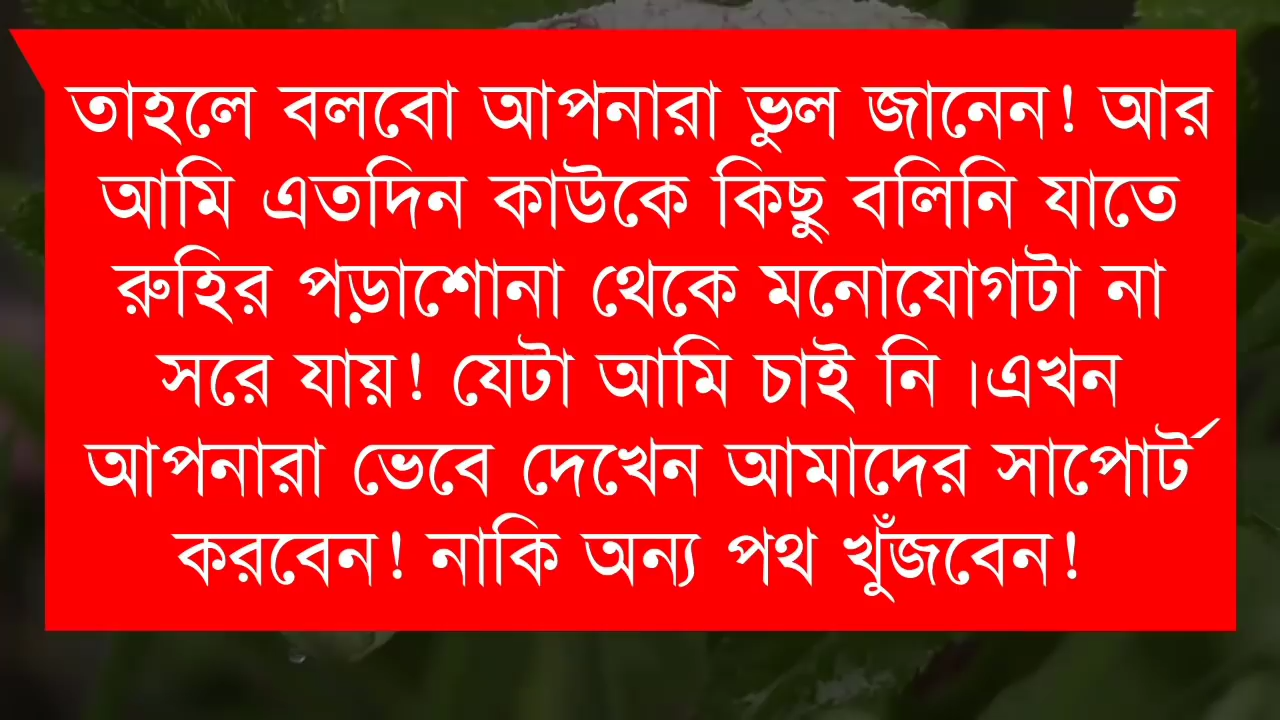 তাহলে বলবো আপনারা ভুল জানেন! আর
আমি এতদিন কাউকে কিছু বলিনি যাতে
রুহির পড়াশোনা থেকে মনোযোগটা না
সরে যায়! যেটা আমি চাই নি ।এখন
আপনারা ভেবে দেখেন আমাদের সাপোর্ট
করবেন! নাকি অন্য পথ খুঁজবেন!